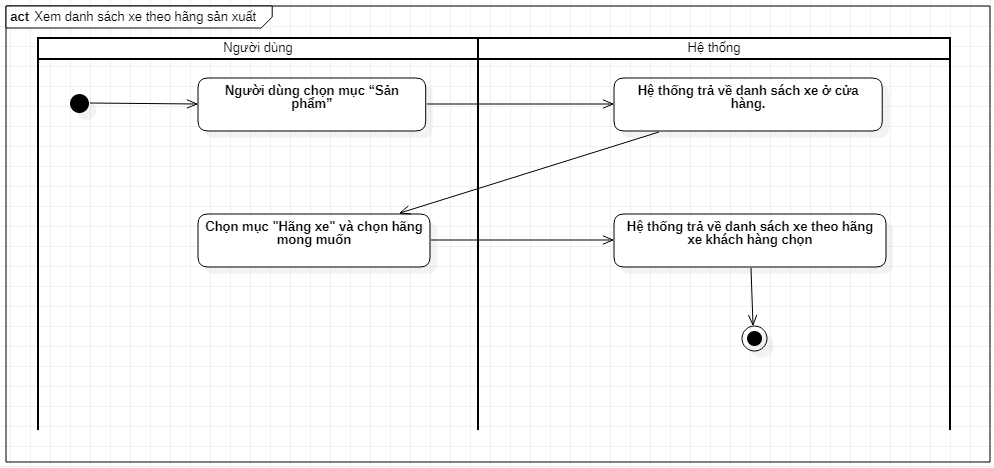 act Xem danh sách xe theo hãng sản xuất
Người dùng
Hệ thống
Người dùng chọn mục “Sản
phẩm”
Hệ thống trả về danh sách xe ở cửa
hàng.
Chọn mục "Hãng xe" và chọn hãng
mong muốn
Hệ thống trả về danh sách xe theo hãng
xe khách hàng chọn